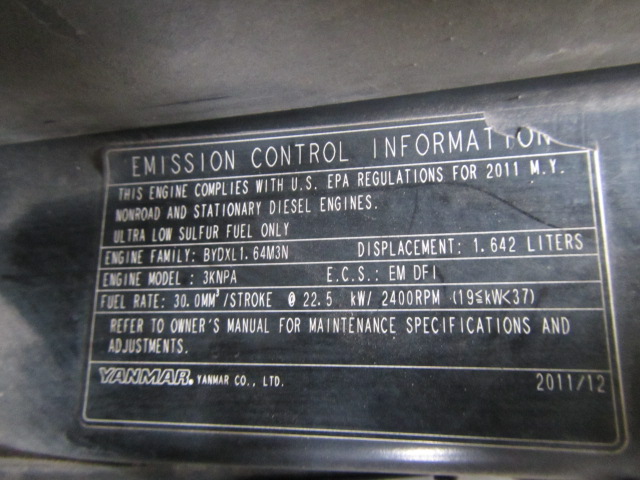 EMISSION CONTROL INFORMATION
THIS ENGINE COMPLIES WITH U.S. EPA REGULATIONS FOR 2011 M.Y.
NONROAD AND STATIONARY DIESEL ENGINES.
ULTRA LOW SULFUR FUEL ONLY
ENGINE FAMILY: BYDXL1.64M3N DISPLACEMENT: 1.642 LITERS
ENGINE MODEL : 3KNPA E.C.S.: EM DFI
FUEL RATE: 30.0MM³/STROKE @ 22.5 kW/ 2400RPM (19≦kW<37)
REFER TO OWNER'S MANUAL FOR MAINTENANCE SPECIFICATIONS AND
ADJUSTMENTS.
YANMAR. YANMAR CO., LTD. 2011/12